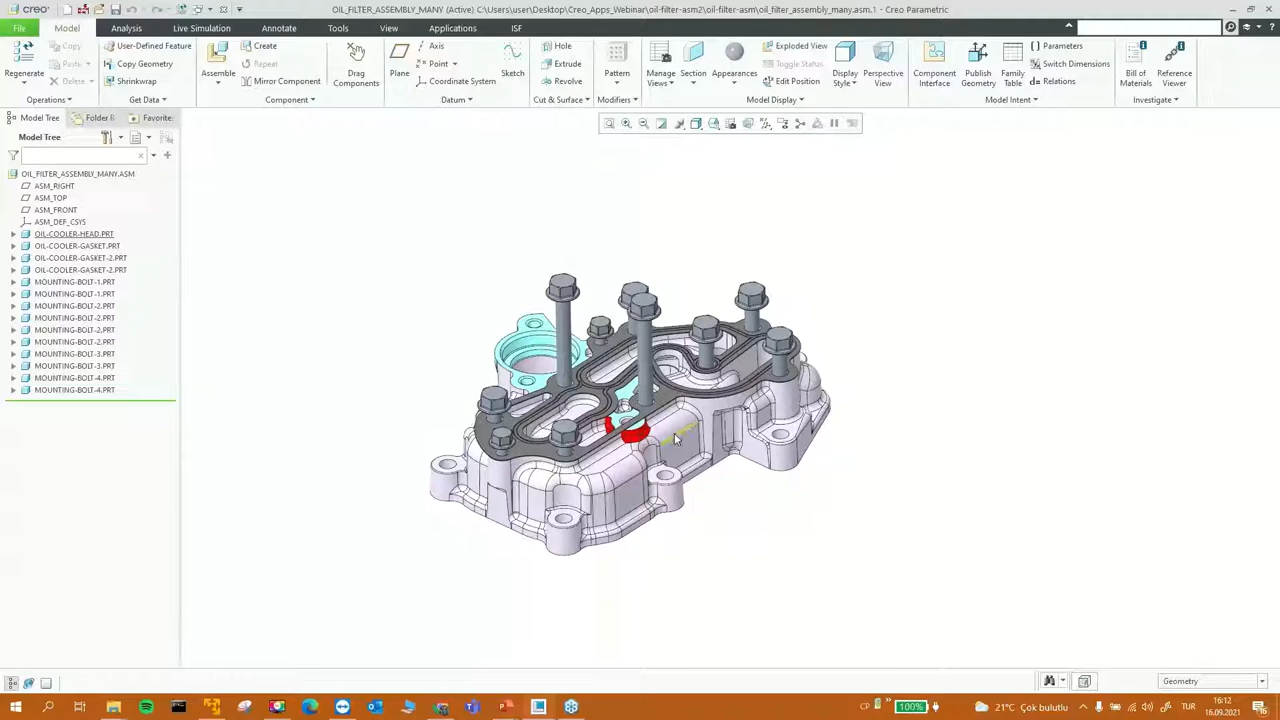 creo
OIL_FILTER_ASSEMBLY_MANY (Active) C:\Users\user\Desktop\Creo_Apps_Webinar\oil-filter-asm2\oil-filter-asm\oil_filter_assembly_many.asm.1 - Creo Parametric
File Model Analysis Live Simulation Annotate Tools View Applications ISF
Regenerate
Copy
Paste
Delete
Operations
User-Defined Feature
Copy Geometry
Shrinkwrap
Get Data
Assemble
Create
Repeat
Mirror Component
Drag Components
Component
Plane
Axis
Point
Coordinate System
Sketch
Datum
Hole
Extrude
Revolve
Cut & Surface
Pattern
Modifiers
Manage Views
Section
Appearances
Exploded View
Toggle Status
Edit Position
Display Style
Perspective View
Model Display
Component Interface
Publish Geometry
Family Table
Parameters
Switch Dimensions
Relations
Model Intent
Bill of Materials
Reference Viewer
Investigate
Model Tree Folder B Favorite
Model Tree
OIL_FILTER_ASSEMBLY_MANY.ASM
ASM_RIGHT
ASM_TOP
ASM_FRONT
ASM_DEF_CSYS
OIL-COOLER-HEAD.PRT
OIL-COOLER-GASKET.PRT
OIL-COOLER-GASKET-2.PRT
OIL-COOLER-GASKET-2.PRT
MOUNTING-BOLT-1.PRT
MOUNTING-BOLT-1.PRT
MOUNTING-BOLT-2.PRT
MOUNTING-BOLT-2.PRT
MOUNTING-BOLT-2.PRT
MOUNTING-BOLT-2.PRT
MOUNTING-BOLT-3.PRT
MOUNTING-BOLT-3.PRT
MOUNTING-BOLT-4.PRT
MOUNTING-BOLT-4.PRT
Geometry
CP 100% 21°C Çok bulutlu TUR 16:12
16.09.2021